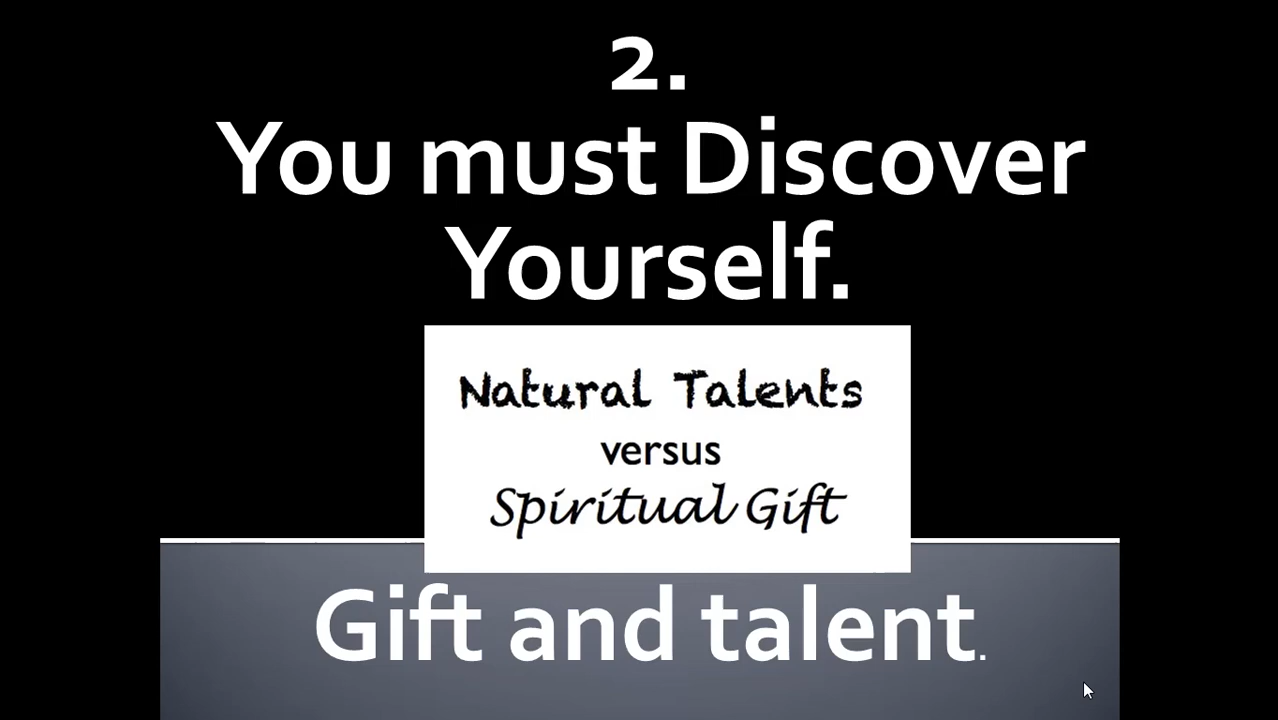 2.
You must Discover
Yourself.
Natural Talents
versus
Spiritual Gift
Gift and talent.